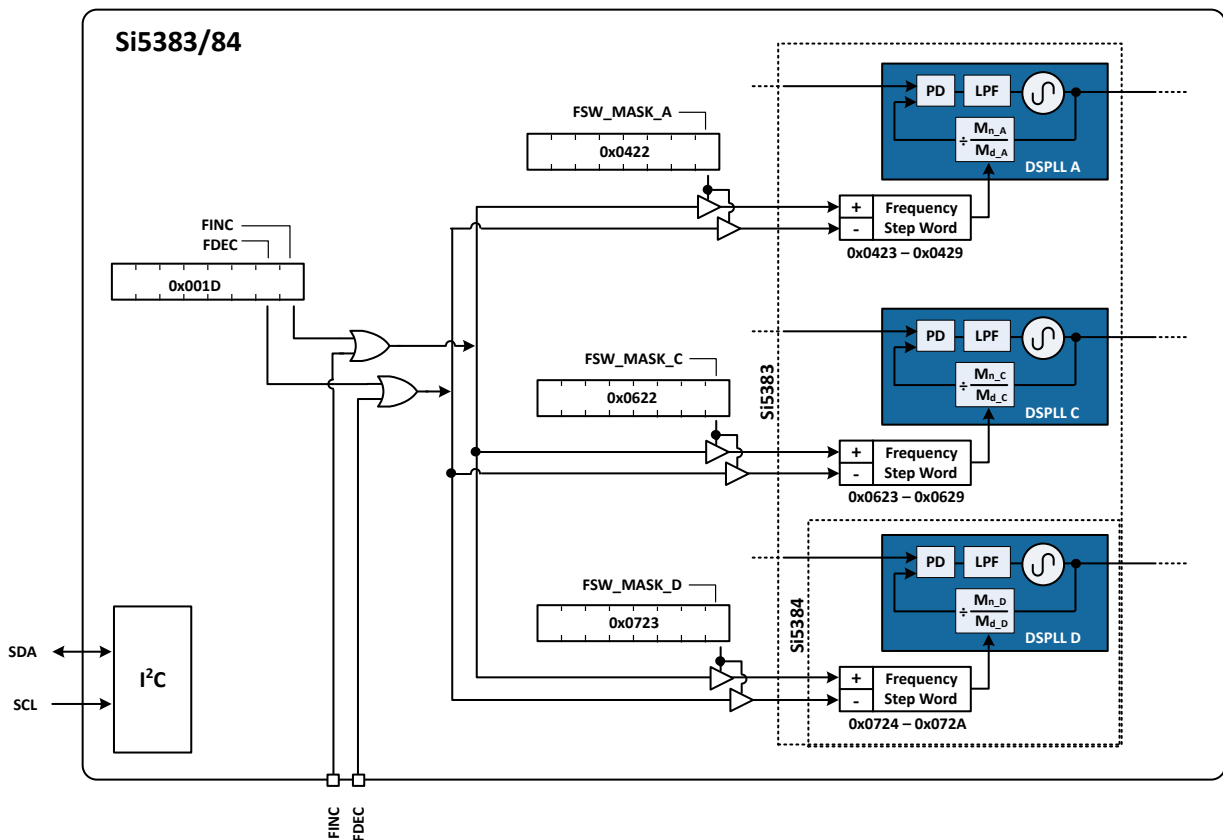 Si5383/84
PD
LPF
÷
Mn_A
Md_A
DSPLL A
FSW_MASK_A
0x0422
+
Frequency
-
Step Word
0x0423 – 0x0429
FINC
FDEC
0x001D
PD
LPF
÷
Mn_C
Md_C
DSPLL C
FSW_MASK_C
0x0622
+
Frequency
-
Step Word
0x0623 – 0x0629
Si5383
PD
LPF
÷
Mn_D
Md_D
DSPLL D
FSW_MASK_D
0x0723
+
Frequency
-
Step Word
0x0724 – 0x072A
Si5384
SDA
SCL
I²C
FINC
FDEC